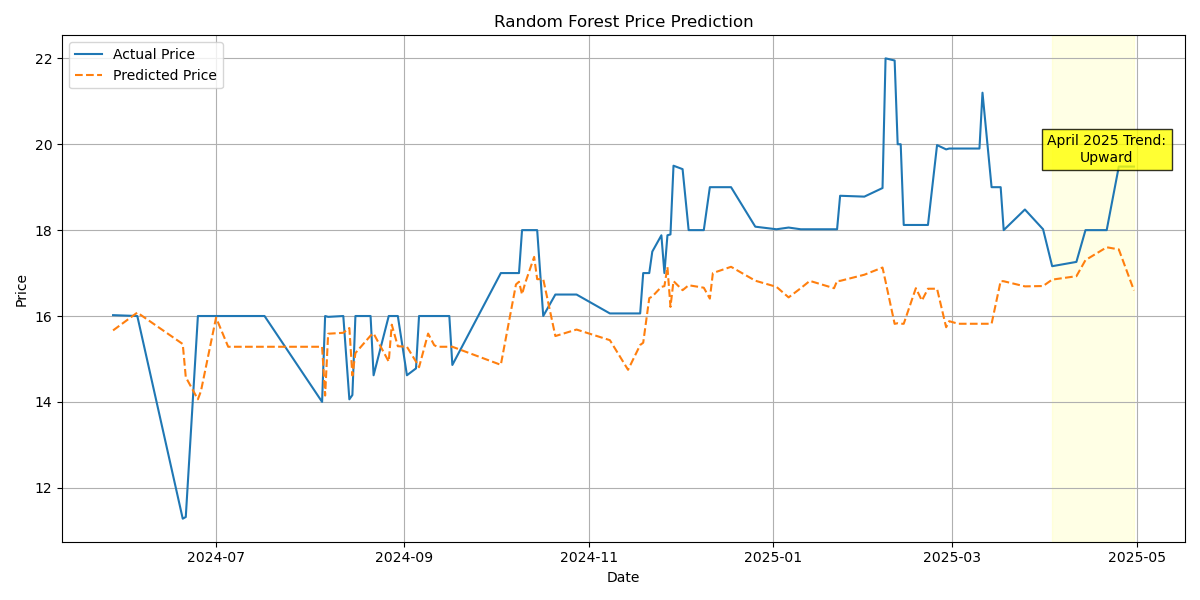 Random Forest Price Prediction
Actual Price
Predicted Price
April 2025 Trend:
Upward
Price
22
20
18
16
14
12
2024-07 2024-09 2024-11 2025-01 2025-03 2025-05
Date